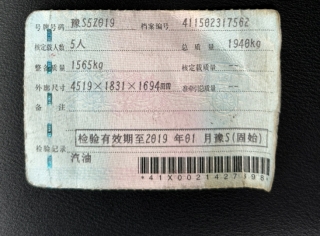 号牌号码 豫S5Z019 档案编号 411502317562
核定载人数 5人 总质量 1940kg
整备质量 1565kg 核定载质量 --
外廓尺寸 4519×1831×1694mm 准牵引总质量 --
备注
检验有效期至2019年01月豫S(固始)
检验记录
汽油
*41X0021427198*